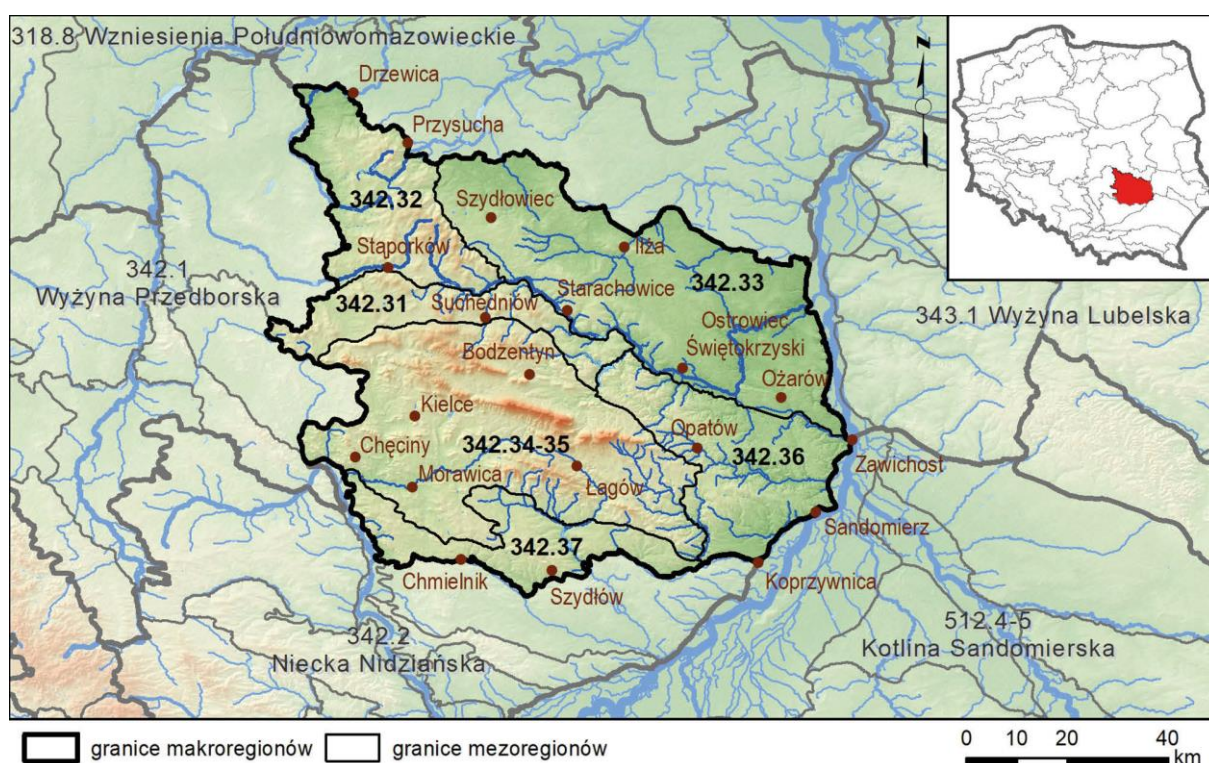 318.8 Wzniesienia Południowomazowieckie
N
Drzewica
Przysucha
342.32
Szydłowiec
Iłża
Stąporków
342.1
Wyżyna Przedborska
342.31
Suchedniów
Starachowice
342.33
Ostrowiec
Świętokrzyski
343.1 Wyżyna Lubelska
Bodzentyn
Ożarów
Kielce
Chęciny
342.34-35
Opatów
342.36
Zawichost
Morawica
Łagów
Sandomierz
342.37
Chmielnik
Szydłów
Koprzywnica
342.2.
Niecka Nidziańska
512.4-5
Kotlina Sandomierska
granice makroregionów
granice mezoregionów
0 10 20 40
km